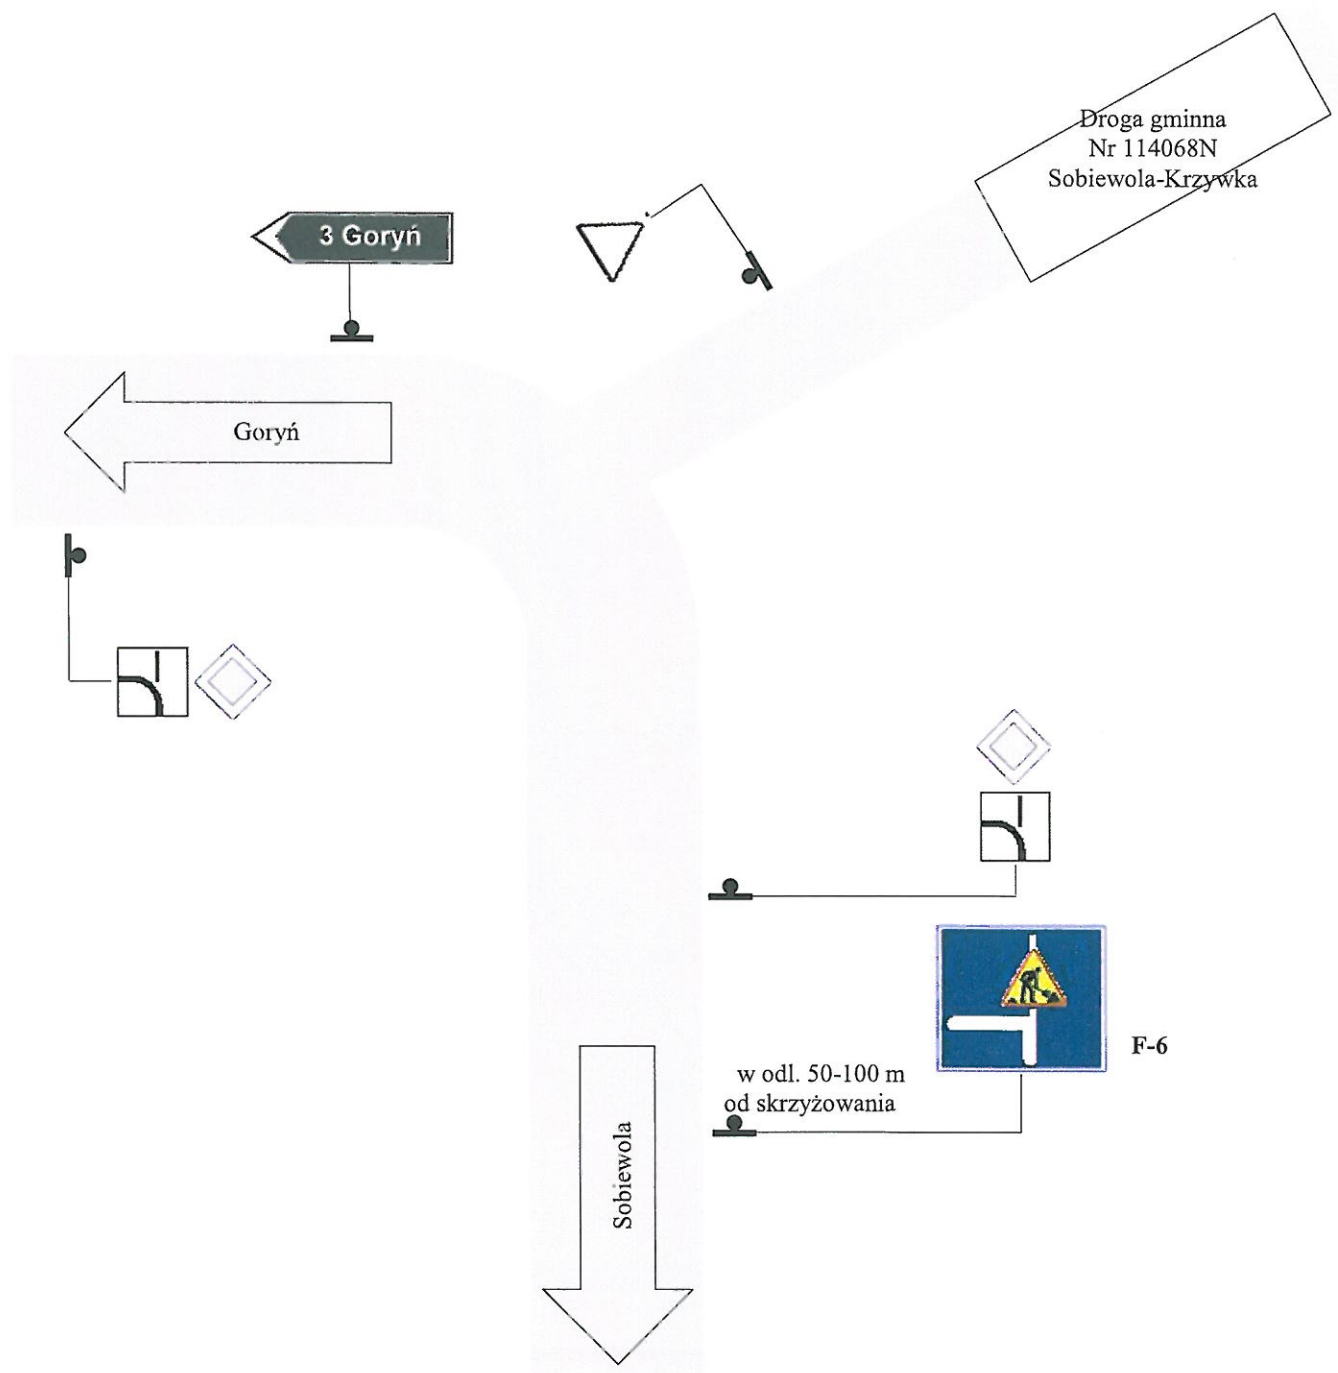 Droga gminna
Nr 114068N
Sobiewola-Krzywka
3 Goryń
Goryń
F-6
w odl. 50-100 m
od skrzyżowania
Sobiewola